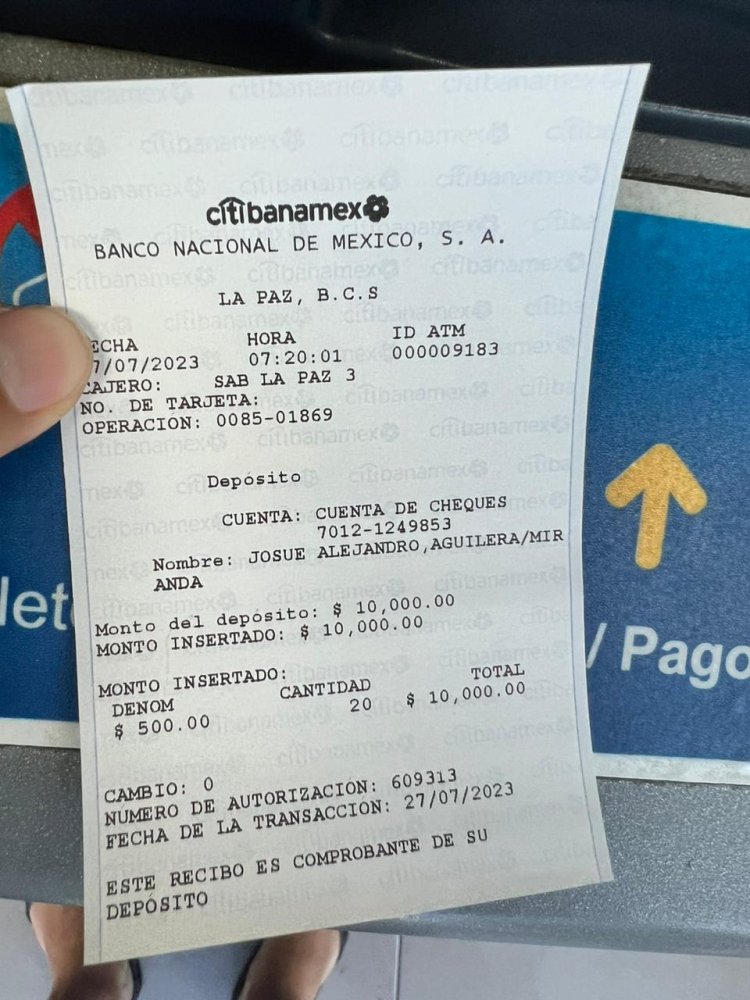 citibanamex
BANCO NACIONAL DE MEXICO, S. A.
LA PAZ, B.C.S
ECHA HORA ID ATM
7/07/2023 07:20:01 000009183
CAJERO: SAB LA PAZ 3
NO. DE TARJETA:
OPERACION: 0085-01869
Depósito
CUENTA: CUENTA DE CHEQUES
7012-1249853
Nombre: JOSUE ALEJANDRO,AGUILERA/MIR
ANDA
Monto del depósito: $ 10,000.00
MONTO INSERTADO: $ 10,000.00
MONTO INSERTADO:
DENOM CANTIDAD TOTAL
$ 500.00 20 $ 10,000.00
CAMBIO: 0
NUMERO DE AUTORIZACIÓN: 609313
FECHA DE LA TRANSACCION: 27/07/2023
ESTE RECIBO ES COMPROBANTE DE SU
DEPÓSITO
/ Pago